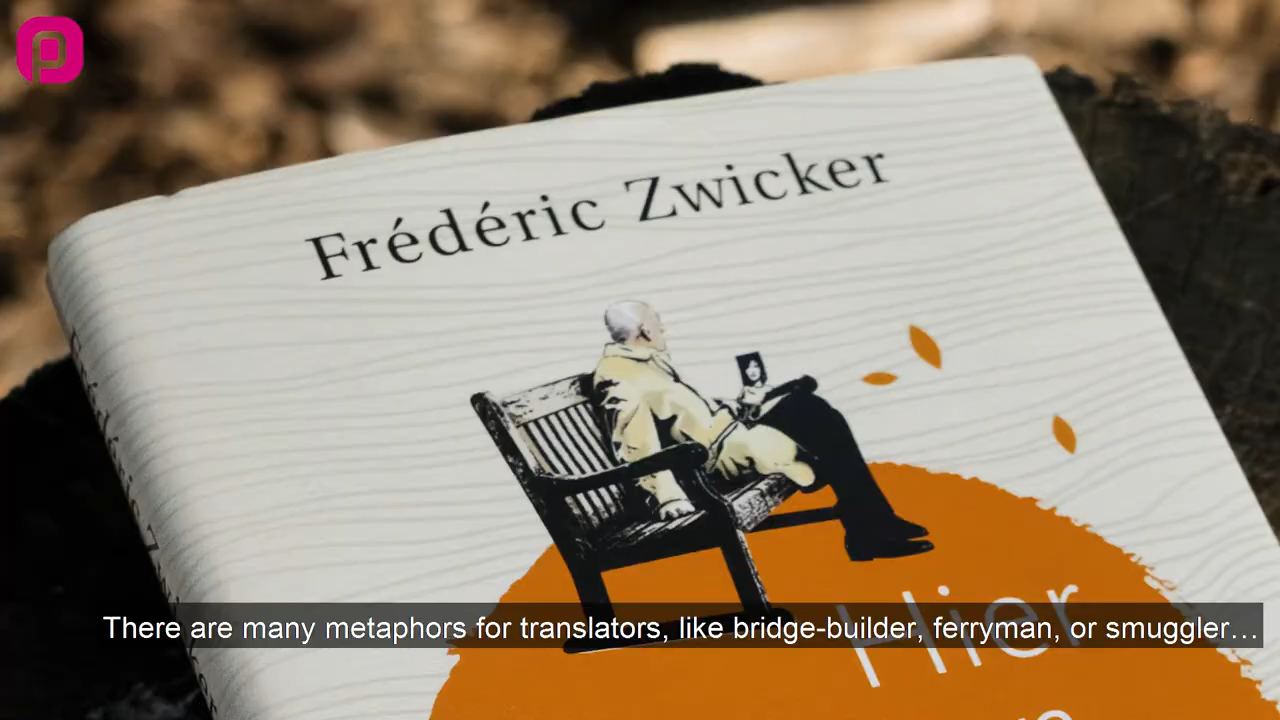 Frédéric Zwicker
Hier
There are many metaphors for translators, like bridge-builder, ferryman, or smuggler…